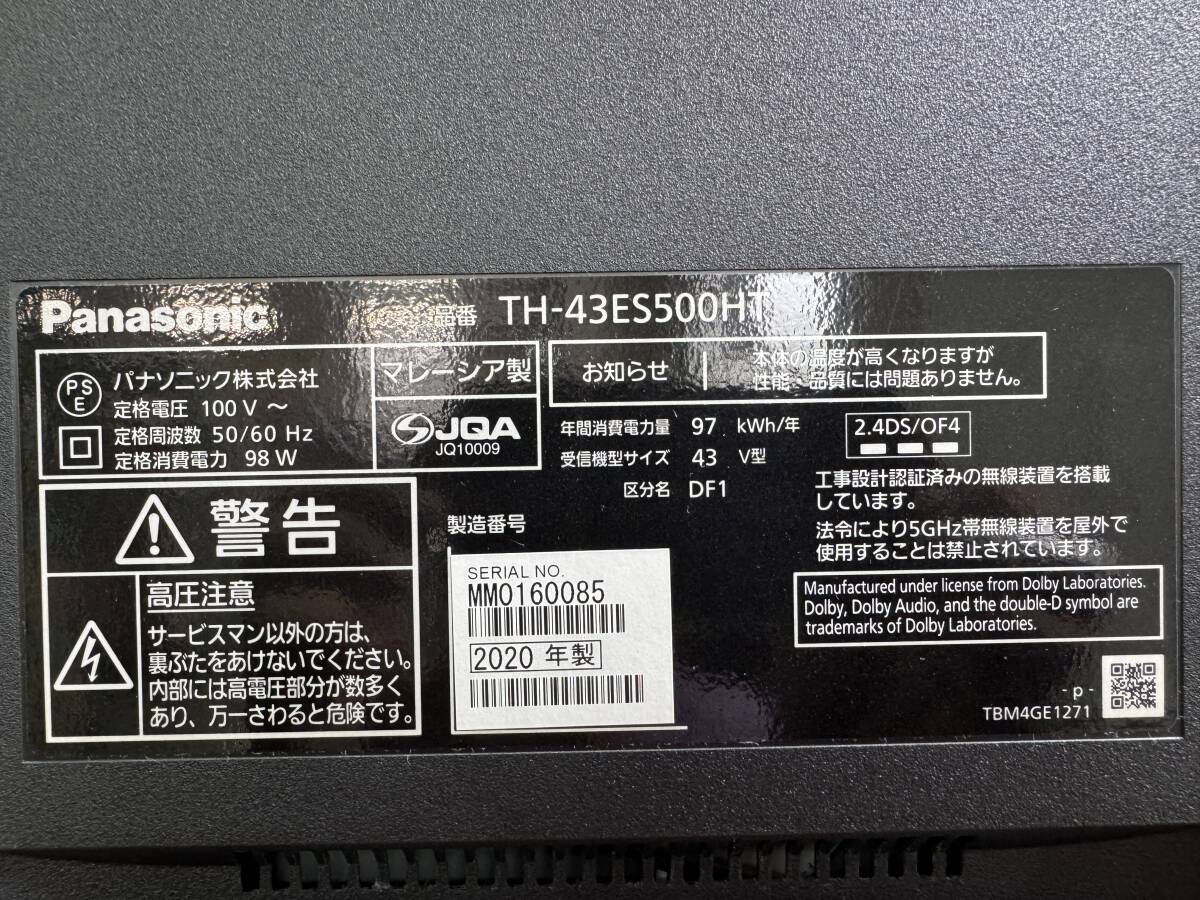 Panasonic
品番 TH-43ES500HT
PS
E
パナソニック株式会社
定格電圧 100 V ～
定格周波数 50/60 Hz
定格消費電力 98 W
マレーシア製
JQA
JQ10009
お知らせ
本体の温度が高くなりますが
性能、品質には問題ありません。
年間消費電力量 97 kWh/年
受信機型サイズ 43 V型
区分名 DF1
2.4DS/OF4
工事設計認証済みの無線装置を搭載
しています。
法令により5GHz帯無線装置を屋外で
使用することは禁止されています。
警告
高圧注意
サービスマン以外の方は、
裏ぶたをあけないでください。
内部には高電圧部分が数多く
あり、万一さわると危険です。
製造番号
SERIAL NO.
MM0160085
2020 年製
Manufactured under license from Dolby Laboratories.
Dolby, Dolby Audio, and the double-D symbol are
trademarks of Dolby Laboratories.
- p -
TBM4GE1271